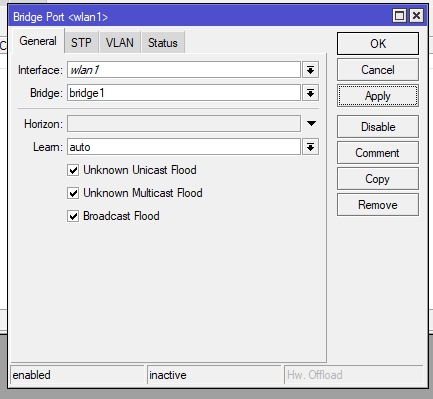 Bridge Port <wlan1>
General STP VLAN Status
Interface: wlan1
Bridge: bridge1
Horizon:
Learn: auto
Unknown Unicast Flood
Unknown Multicast Flood
Broadcast Flood
OK
Cancel
Apply
Disable
Comment
Copy
Remove
enabled inactive Hw. Offload